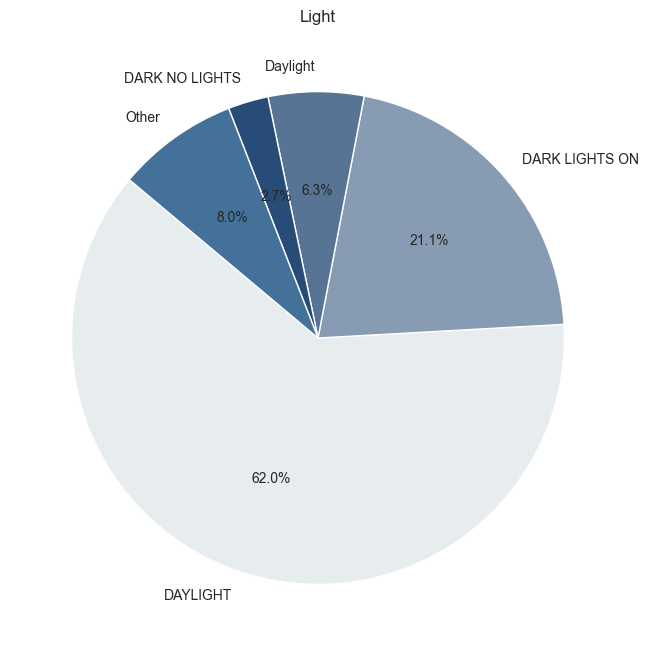 Light
Daylight
DARK NO LIGHTS
Other
DARK LIGHTS ON
6.3%
2.7%
8.0%
21.1%
62.0%
DAYLIGHT